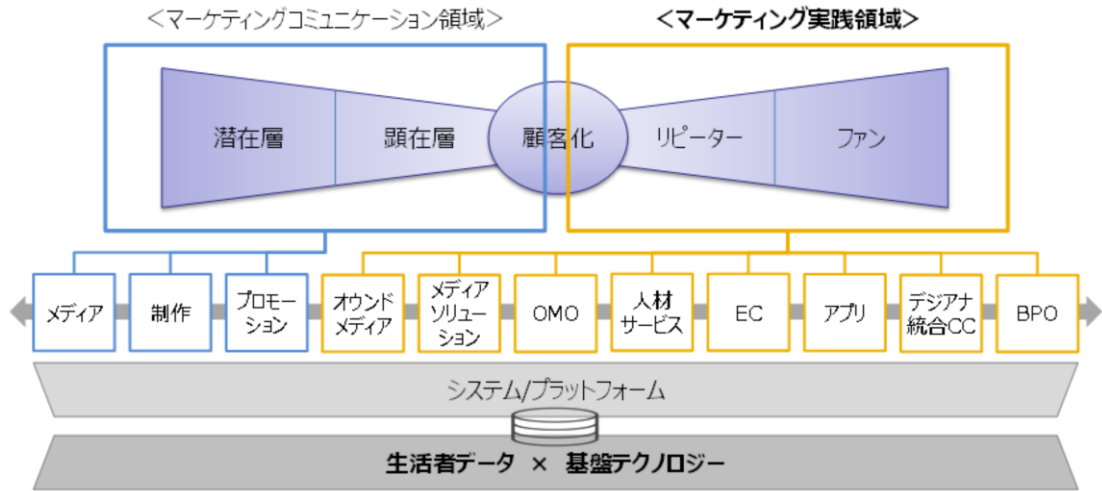 ＜マーケティングコミュニケーション領域＞
＜マーケティング実践領域＞
潜在層
顕在層
顧客化
リピーター
ファン
メディア
制作
プロモー
ション
オウンド
メディア
メディア
ソリュー
ション
OMO
人材
サービス
EC
アプリ
デジアナ
統合CC
BPO
システム/プラットフォーム
生活者データ × 基盤テクノロジー